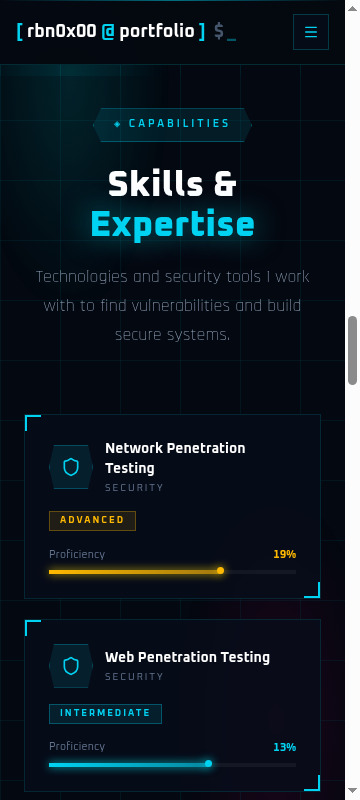 [ rbn0x00 @ portfolio ] $_
◈ CAPABILITIES
Skills &
Expertise
Technologies and security tools I work
with to find vulnerabilities and build
secure systems.
Network Penetration
Testing
SECURITY
ADVANCED
Proficiency 19%
Web Penetration Testing
SECURITY
INTERMEDIATE
Proficiency 13%